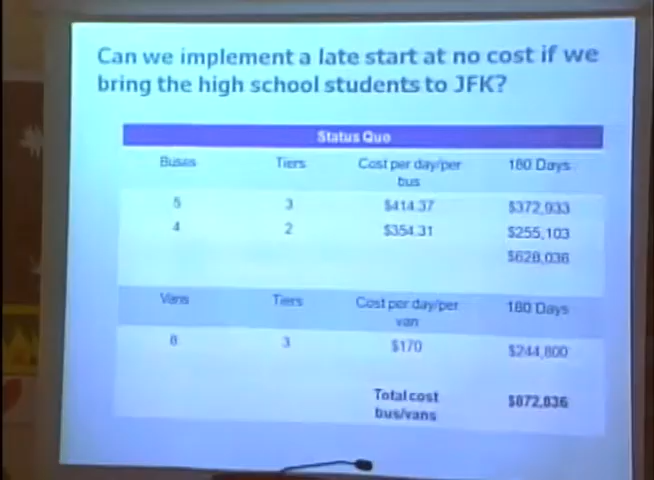 Can we implement a late start at no cost if we
bring the high school students to JFK?
Status Quo
Buses Tiers Cost per day/per bus 180 Days
5 3 $414.37 $372,933
4 2 $354.31 $255,103
$628,036
Vans Tiers Cost per day/per van 180 Days
8 3 $170 $244,800
Total cost bus/vans $872,836